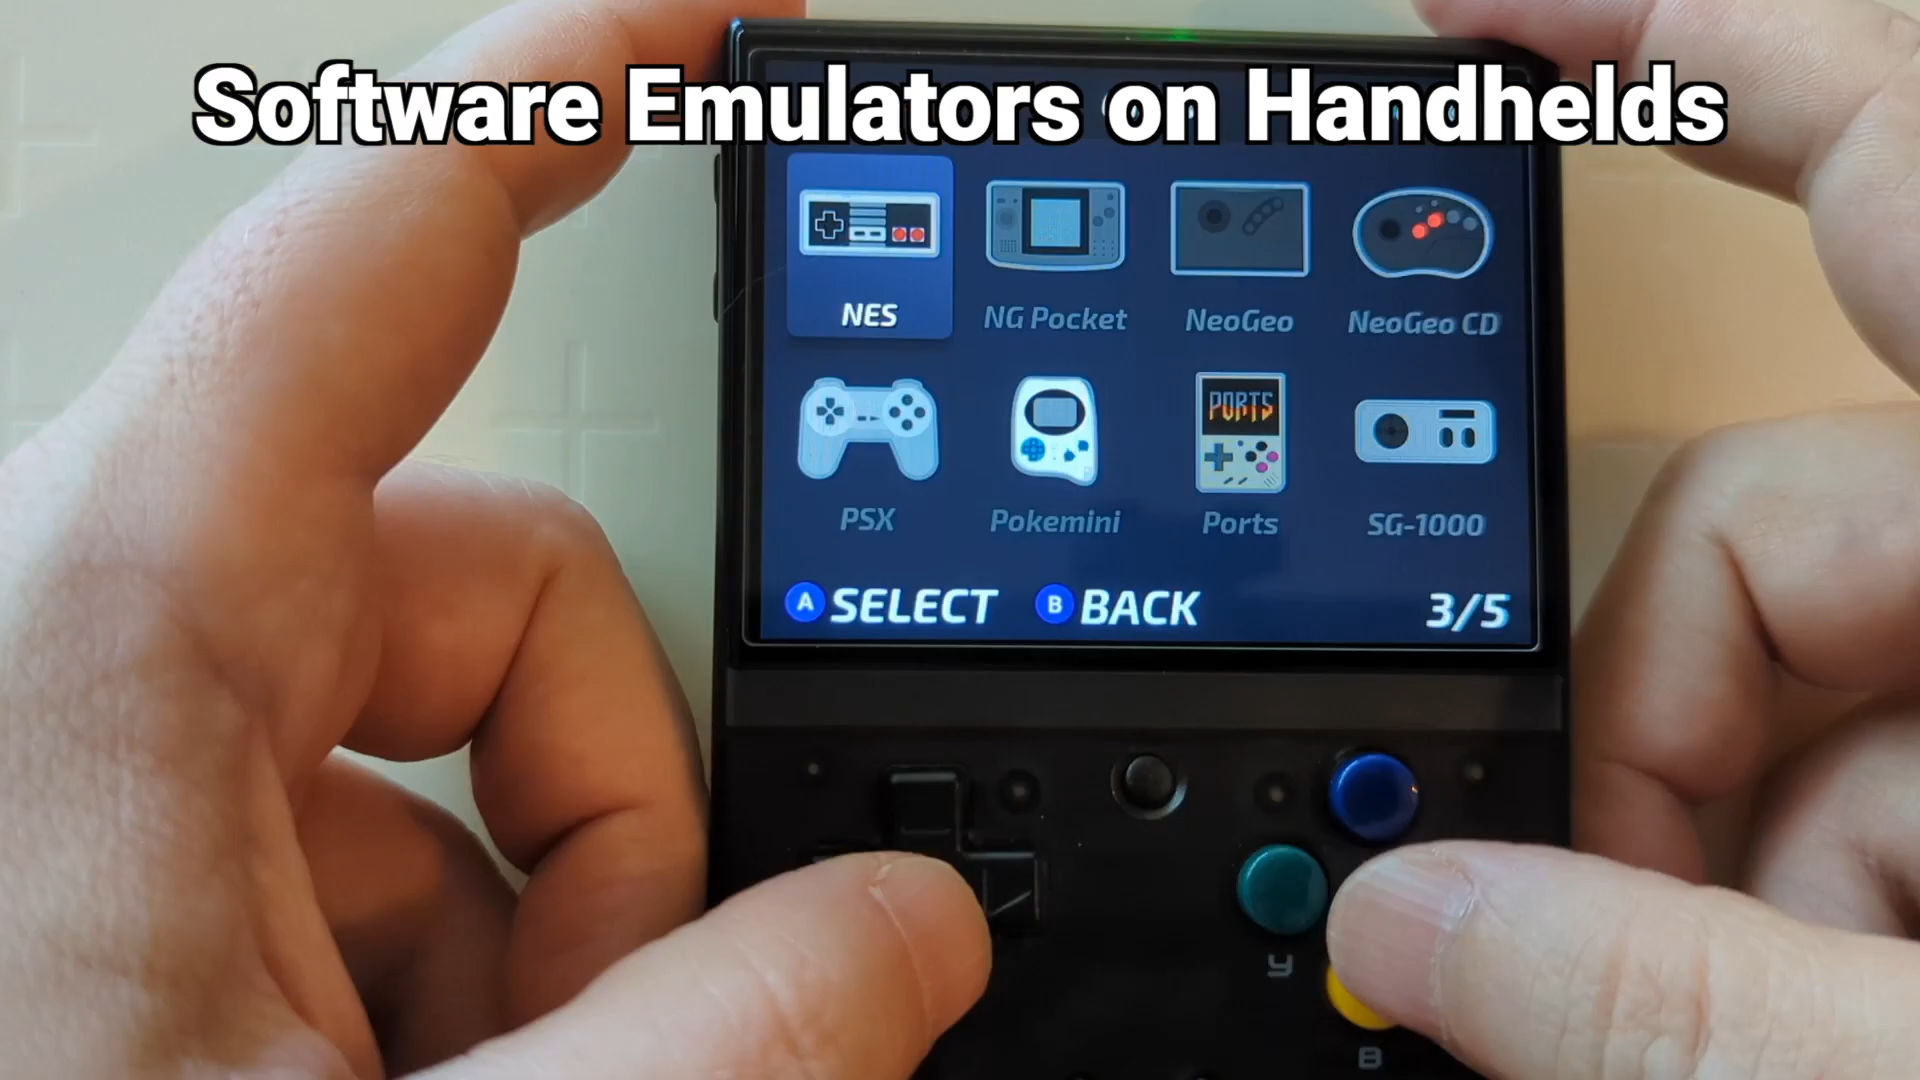 Software Emulators on Handhelds
NES
NG Pocket
NeoGeo
NeoGeo CD
PORTS
PSX
Pokemini
Ports
SG-1000
A SELECT B BACK 3/5
Y
B